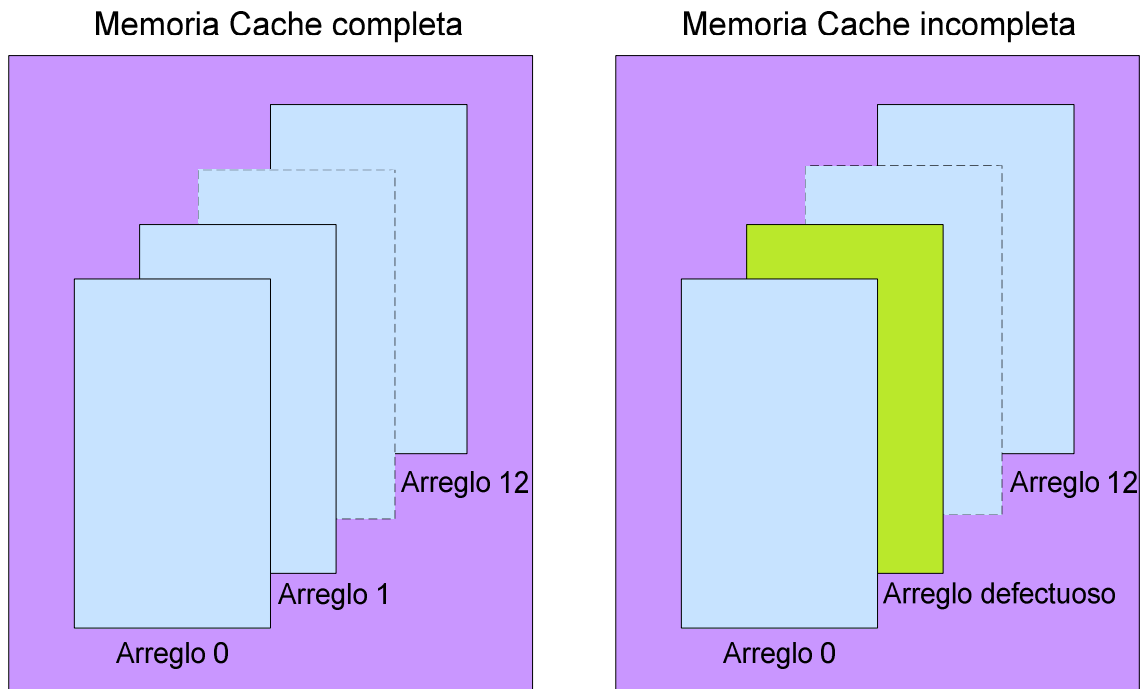 Memoria Cache completa
Arreglo 12
Arreglo 1
Arreglo 0
Memoria Cache incompleta
Arreglo 12
Arreglo defectuoso
Arreglo 0